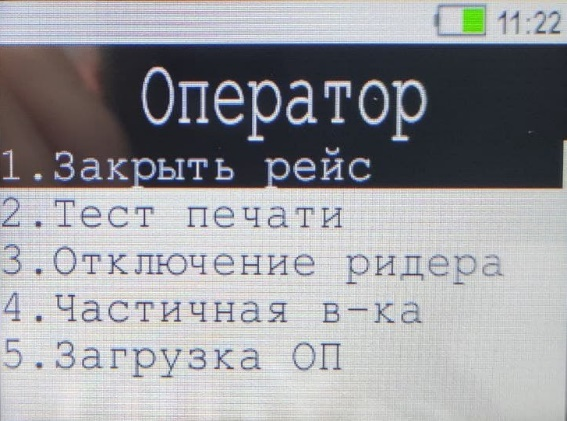 11:22
Оператор
1.Закрыть рейс
2.Тест печати
3.Отключение ридера
4.Частичная в-ка
5.Загрузка ОП